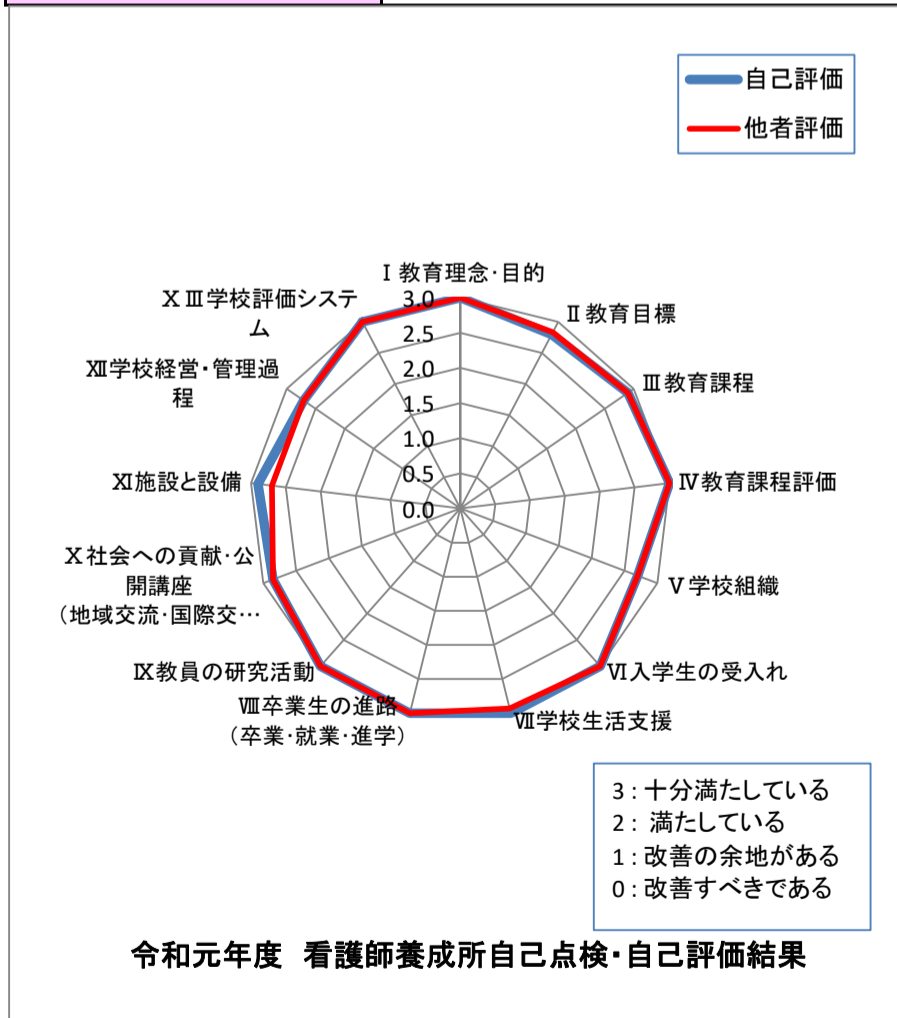 自己評価
他者評価
Ⅰ教育理念･目的
Ⅱ教育目標
Ⅲ教育課程
Ⅳ教育課程評価
Ⅴ学校組織
Ⅵ入学生の受入れ
Ⅶ学校生活支援
Ⅷ卒業生の進路
（卒業･就業･進学）
Ⅸ教員の研究活動
Ⅹ社会への貢献･公
開講座
（地域交流･国際交…
Ⅺ施設と設備
Ⅻ学校経営・管理過
程
ⅩⅢ学校評価システ
ム
3.0
2.5
2.0
1.5
1.0
0.5
0.0
3：十分満たしている
2： 満たしている
1：改善の余地がある
0：改善すべきである
令和元年度 看護師養成所自己点検・自己評価結果